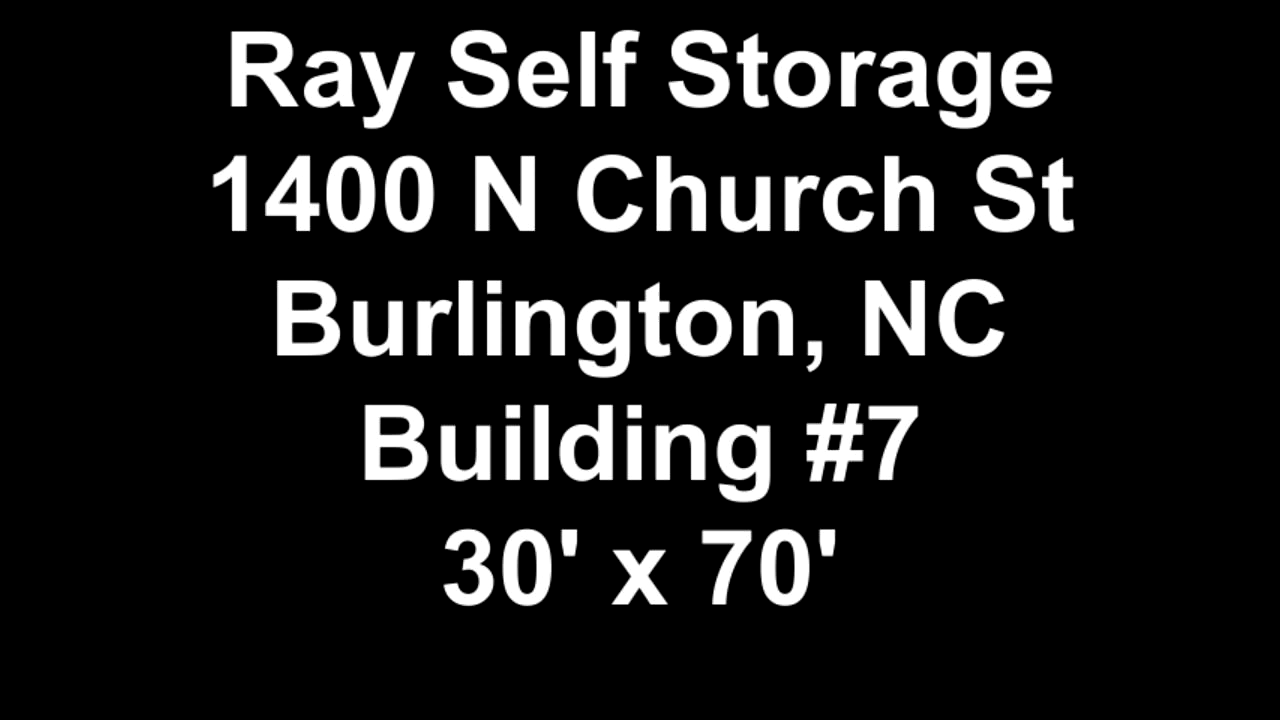 Ray Self Storage
1400 N Church St
Burlington, NC
Building #7
30' x 70'